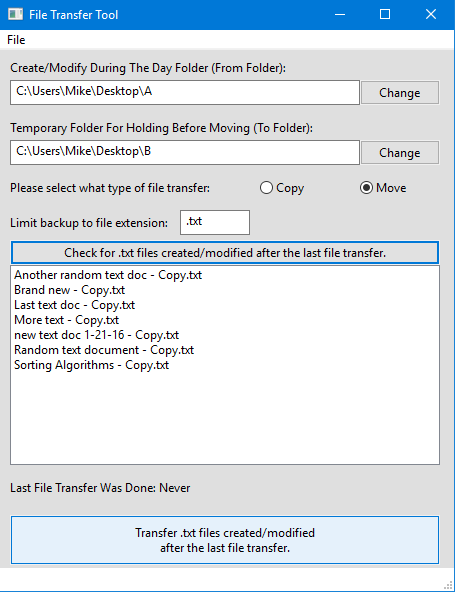 File Transfer Tool
File
Create/Modify During The Day Folder (From Folder):
C:\Users\Mike\Desktop\A
Change
Temporary Folder For Holding Before Moving (To Folder):
C:\Users\Mike\Desktop\B
Change
Please select what type of file transfer: Copy Move
Limit backup to file extension: .txt
Check for .txt files created/modified after the last file transfer.
Another random text doc - Copy.txt
Brand new - Copy.txt
Last text doc - Copy.txt
More text - Copy.txt
new text doc 1-21-16 - Copy.txt
Random text document - Copy.txt
Sorting Algorithms - Copy.txt
Last File Transfer Was Done: Never
Transfer .txt files created/modified
after the last file transfer.